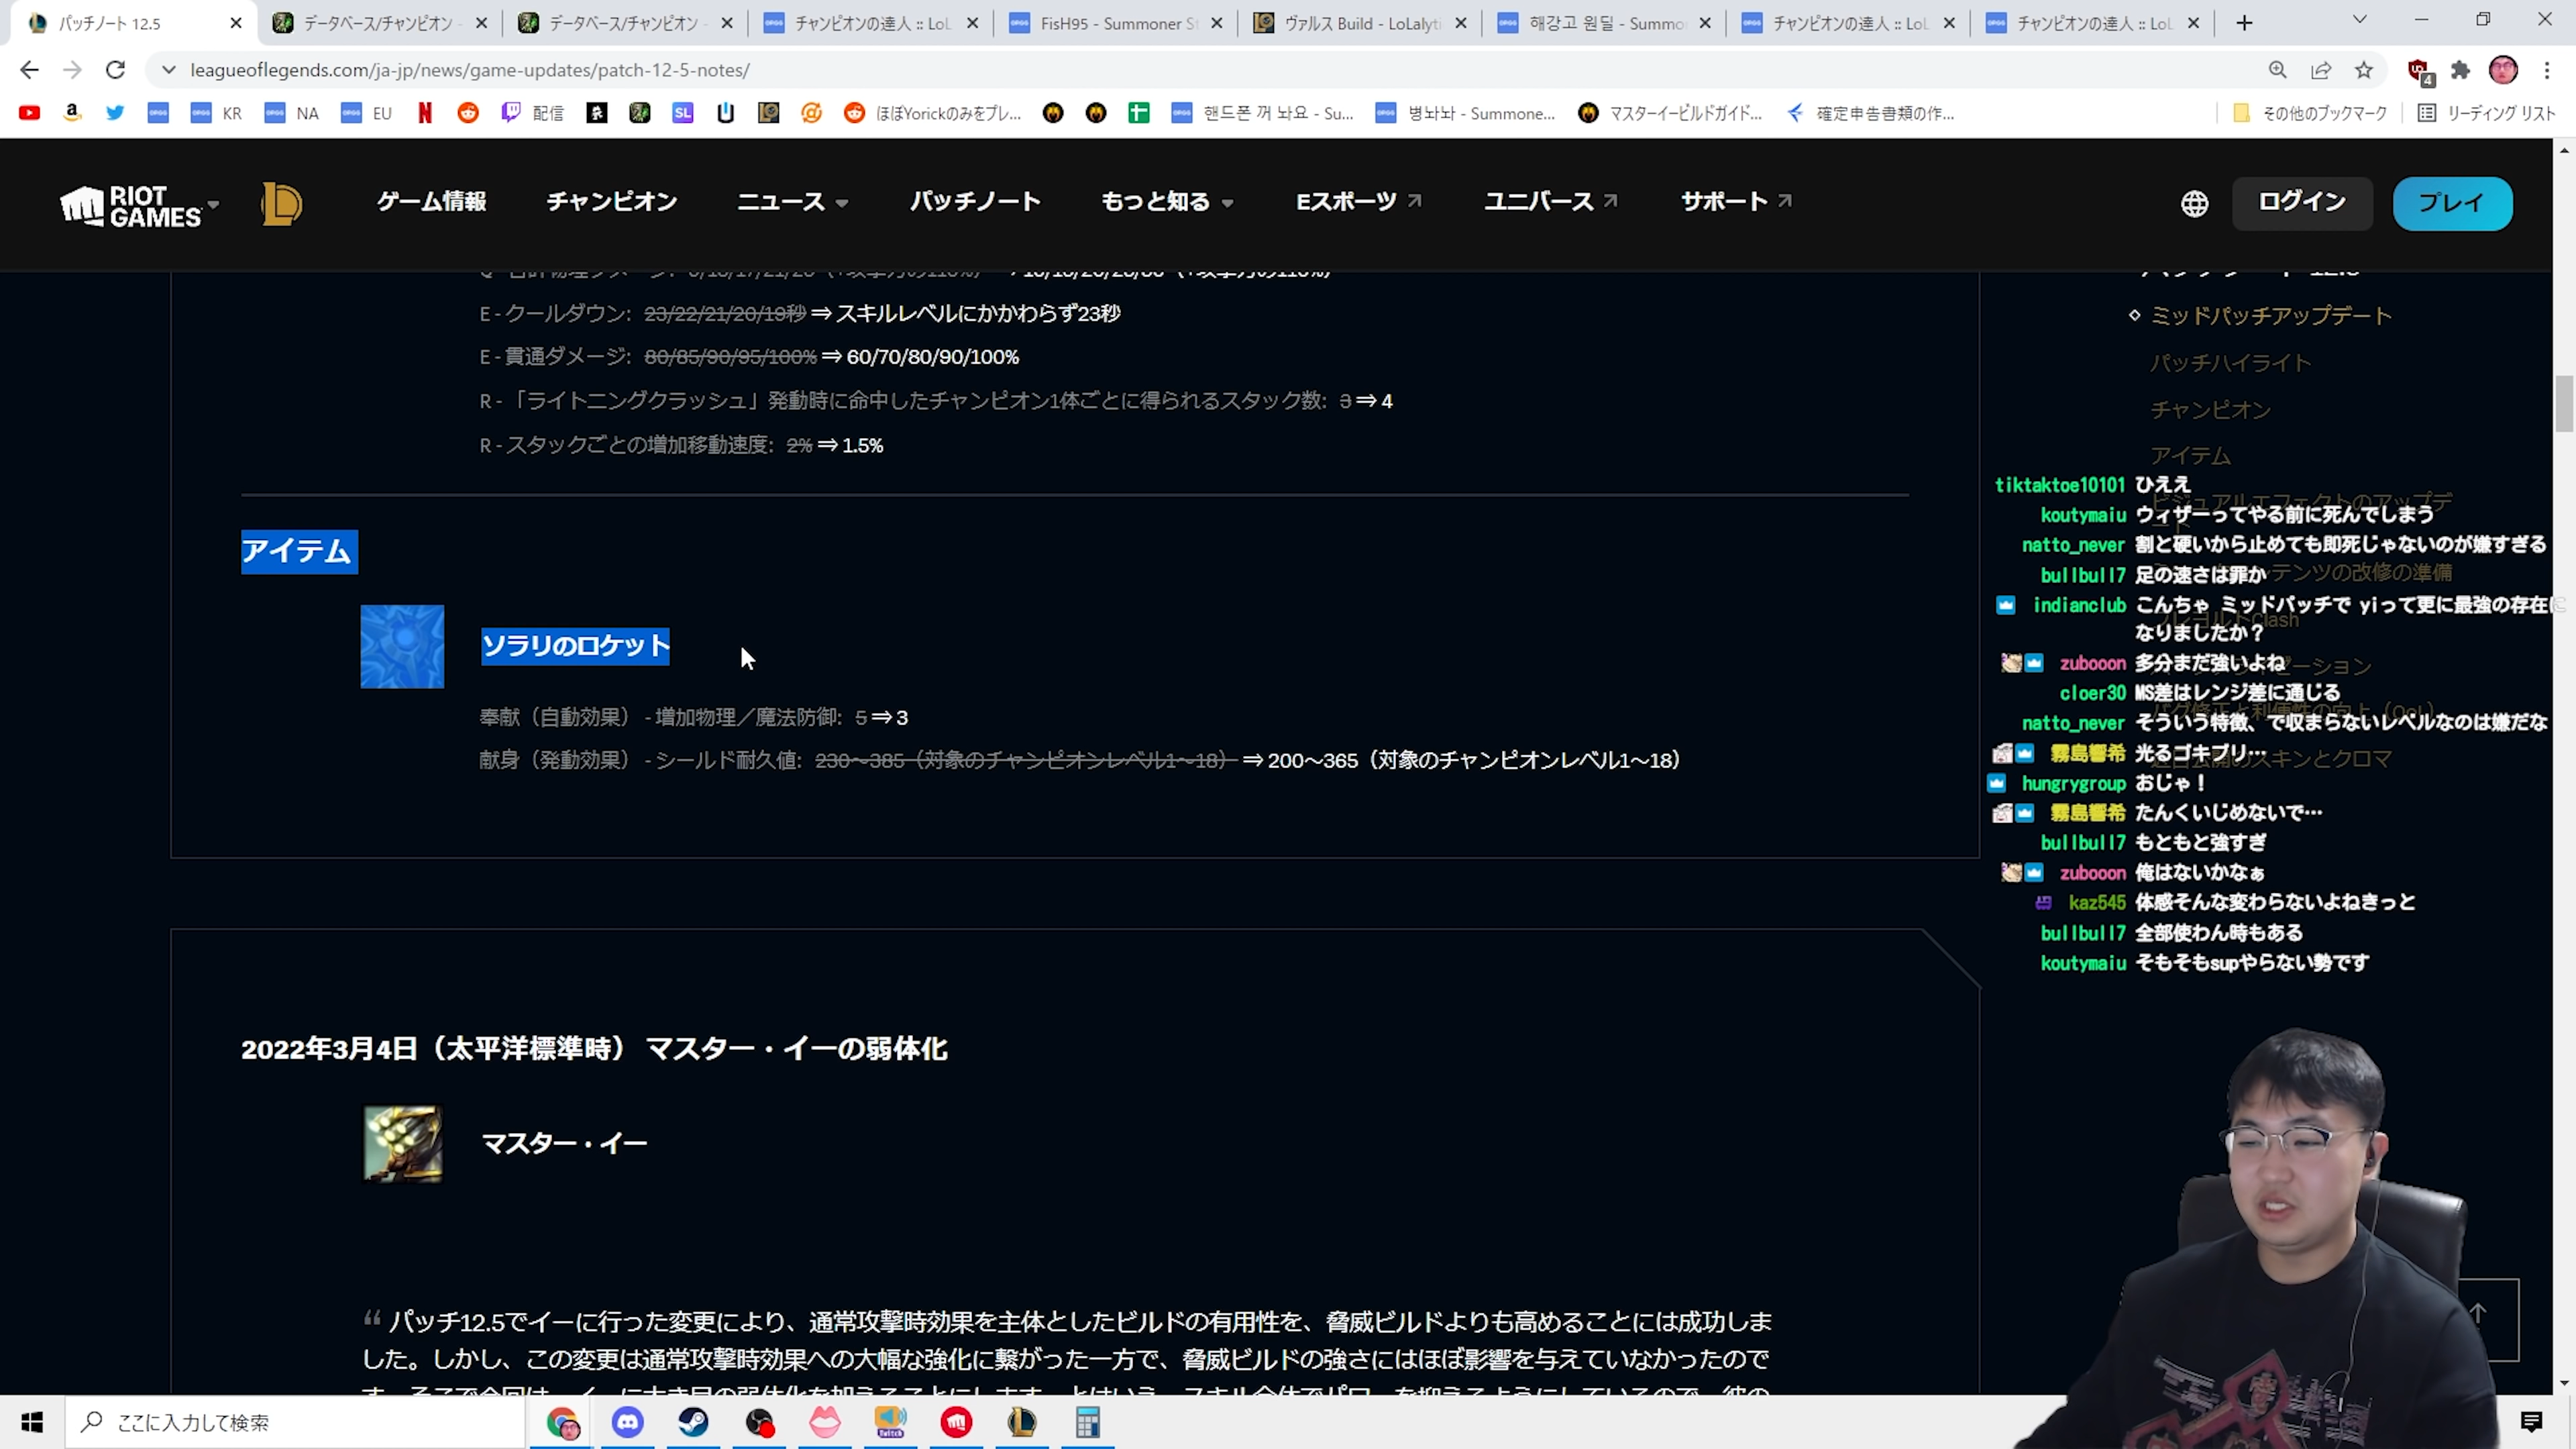 パッチノート 12.5
データベース/チャンピオン -
データベース/チャンピオン -
チャンピオンの達人 :: LoL
FisH95 - Summoner S
ヴァルス Build - LoLalyti
해강고 원딜 - Summo
チャンピオンの達人 :: LoL
チャンピオンの達人 :: LoL
leagueoflegends.com/ja-jp/news/game-updates/patch-12-5-notes/
4
KR
NA
EU
配信
SL
ほぼYorickのみをプレ...
핸드폰 꺼 놔요 - Su...
병놔놔 - Summone...
マスターイービルドガイド...
確定申告書類の作...
その他のブックマーク
リーディング リスト
RIOT GAMES
ゲーム情報
チャンピオン
ニュース
パッチノート
もっと知る
Eスポーツ
ユニバース
サポート
ログイン
プレイ
E - クールダウン: 23/22/21/20/19秒 ⇒ スキルレベルにかかわらず23秒
E - 貫通ダメージ: 80/85/90/95/100% ⇒ 60/70/80/90/100%
R - 「ライトニングクラッシュ」発動時に命中したチャンピオン1体ごとに得られるスタック数: 3 ⇒ 4
R - スタックごとの増加移動速度: 2% ⇒ 1.5%
アイテム
ソラリのロケット
奉献（自動効果） - 増加物理／魔法防御: 5 ⇒ 3
献身（発動効果） - シールド耐久値: 230～385（対象のチャンピオンレベル1～18） ⇒ 200～365（対象のチャンピオンレベル1～18）
2022年3月4日（太平洋標準時） マスター・イーの弱体化
マスター・イー
“ パッチ12.5でイーに行った変更により、通常攻撃時効果を主体としたビルドの有用性を、脅威ビルドよりも高めることには成功しま
した。しかし、この変更は通常攻撃時効果への大幅な強化に繋がった一方で、脅威ビルドの強さにはほぼ影響を与えていなかったので
ミッドパッチアップデート
パッチハイライト
チャンピオン
アイテム
tiktaktoe10101 ひええ
koutymaiu ウィザーってやる前に死んでしまう
natto_never 割と硬いから止めても即死じゃないのが嫌すぎる
bullbull7 足の速さは罪か
indianclub こんちゃ ミッドパッチで yiって更に最強の存在に
なりましたか？
zubooon 多分まだ強いよね
cloer30 MS差はレンジ差に通じる
natto_never そういう特徴、で収まらないレベルなのは嫌だな
霧島響希 光るゴキブリ…
hungrygroup おじゃ！
霧島響希 たんくいじめないで…
bullbull7 もともと強すぎ
zubooon 俺はないかなぁ
kaz545 体感そんな変わらないよねきっと
bullbull7 全部使わん時もある
koutymaiu そもそもsupやらない勢です
ここに入力して検索
Twitch